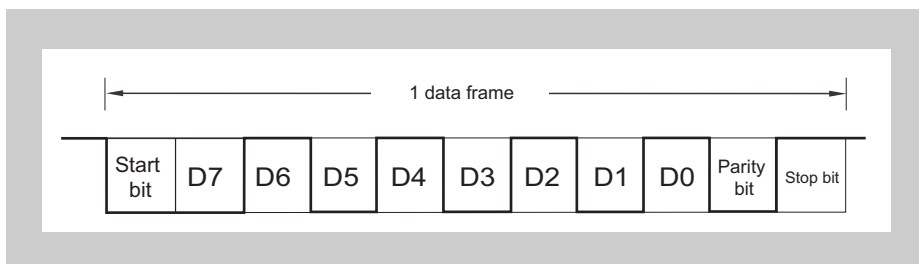 1 data frame
Start bit D7 D6 D5 D4 D3 D2 D1 D0 Parity bit Stop bit